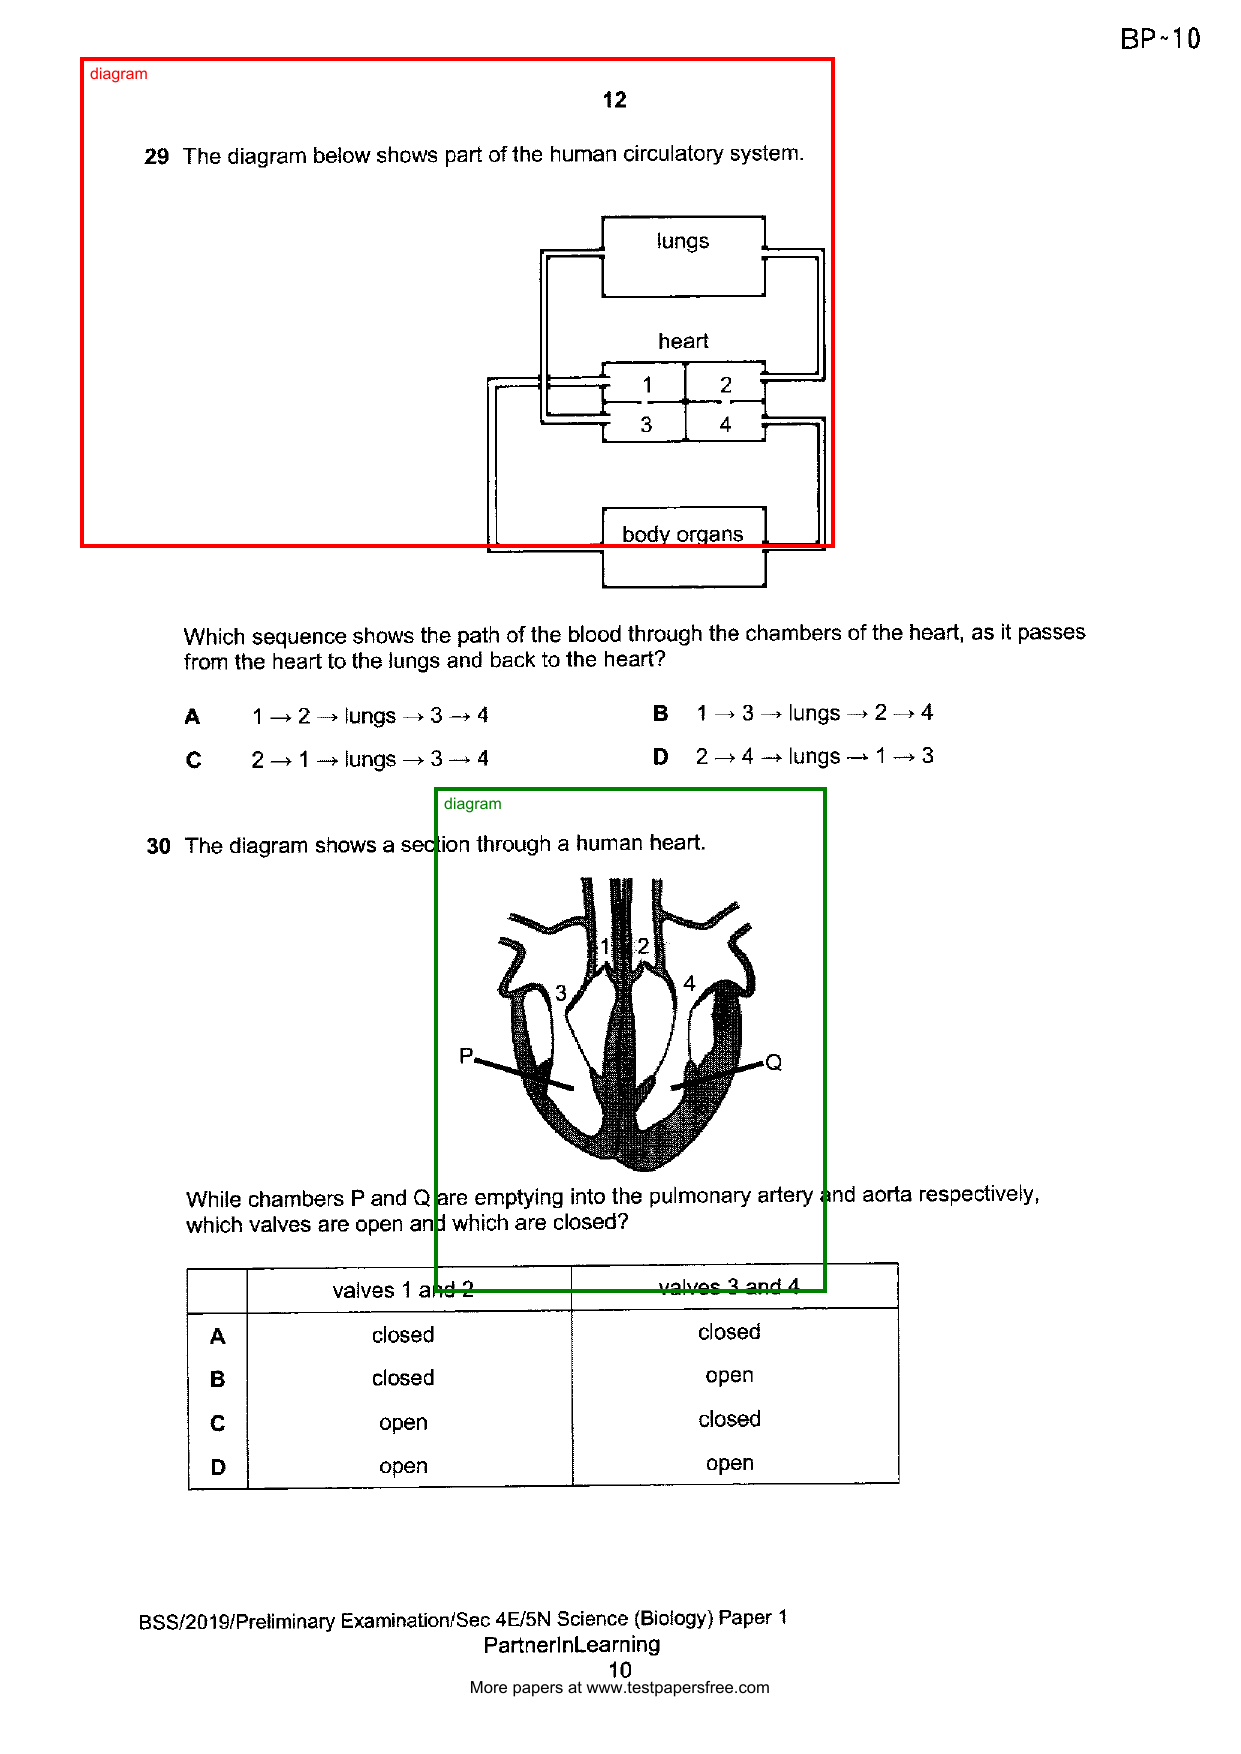 BP~10
diagram
12
29 The diagram below shows part of the human circulatory system.
lungs
heart
1 2
3 4
body organs
Which sequence shows the path of the blood through the chambers of the heart, as it passes
from the heart to the lungs and back to the heart?
A 1 → 2 → lungs → 3 → 4 B 1 → 3 → lungs → 2 → 4
C 2 → 1 → lungs → 3 → 4 D 2 → 4 → lungs → 1 → 3
diagram
30 The diagram shows a section through a human heart.
1 2
3 4
P Q
While chambers P and Q are emptying into the pulmonary artery and aorta respectively,
which valves are open and which are closed?
valves 1 and 2 valves 3 and 4
A closed closed
B closed open
C open closed
D open open
BSS/2019/Preliminary Examination/Sec 4E/5N Science (Biology) Paper 1
PartnerInLearning
10
More papers at www.testpapersfree.com